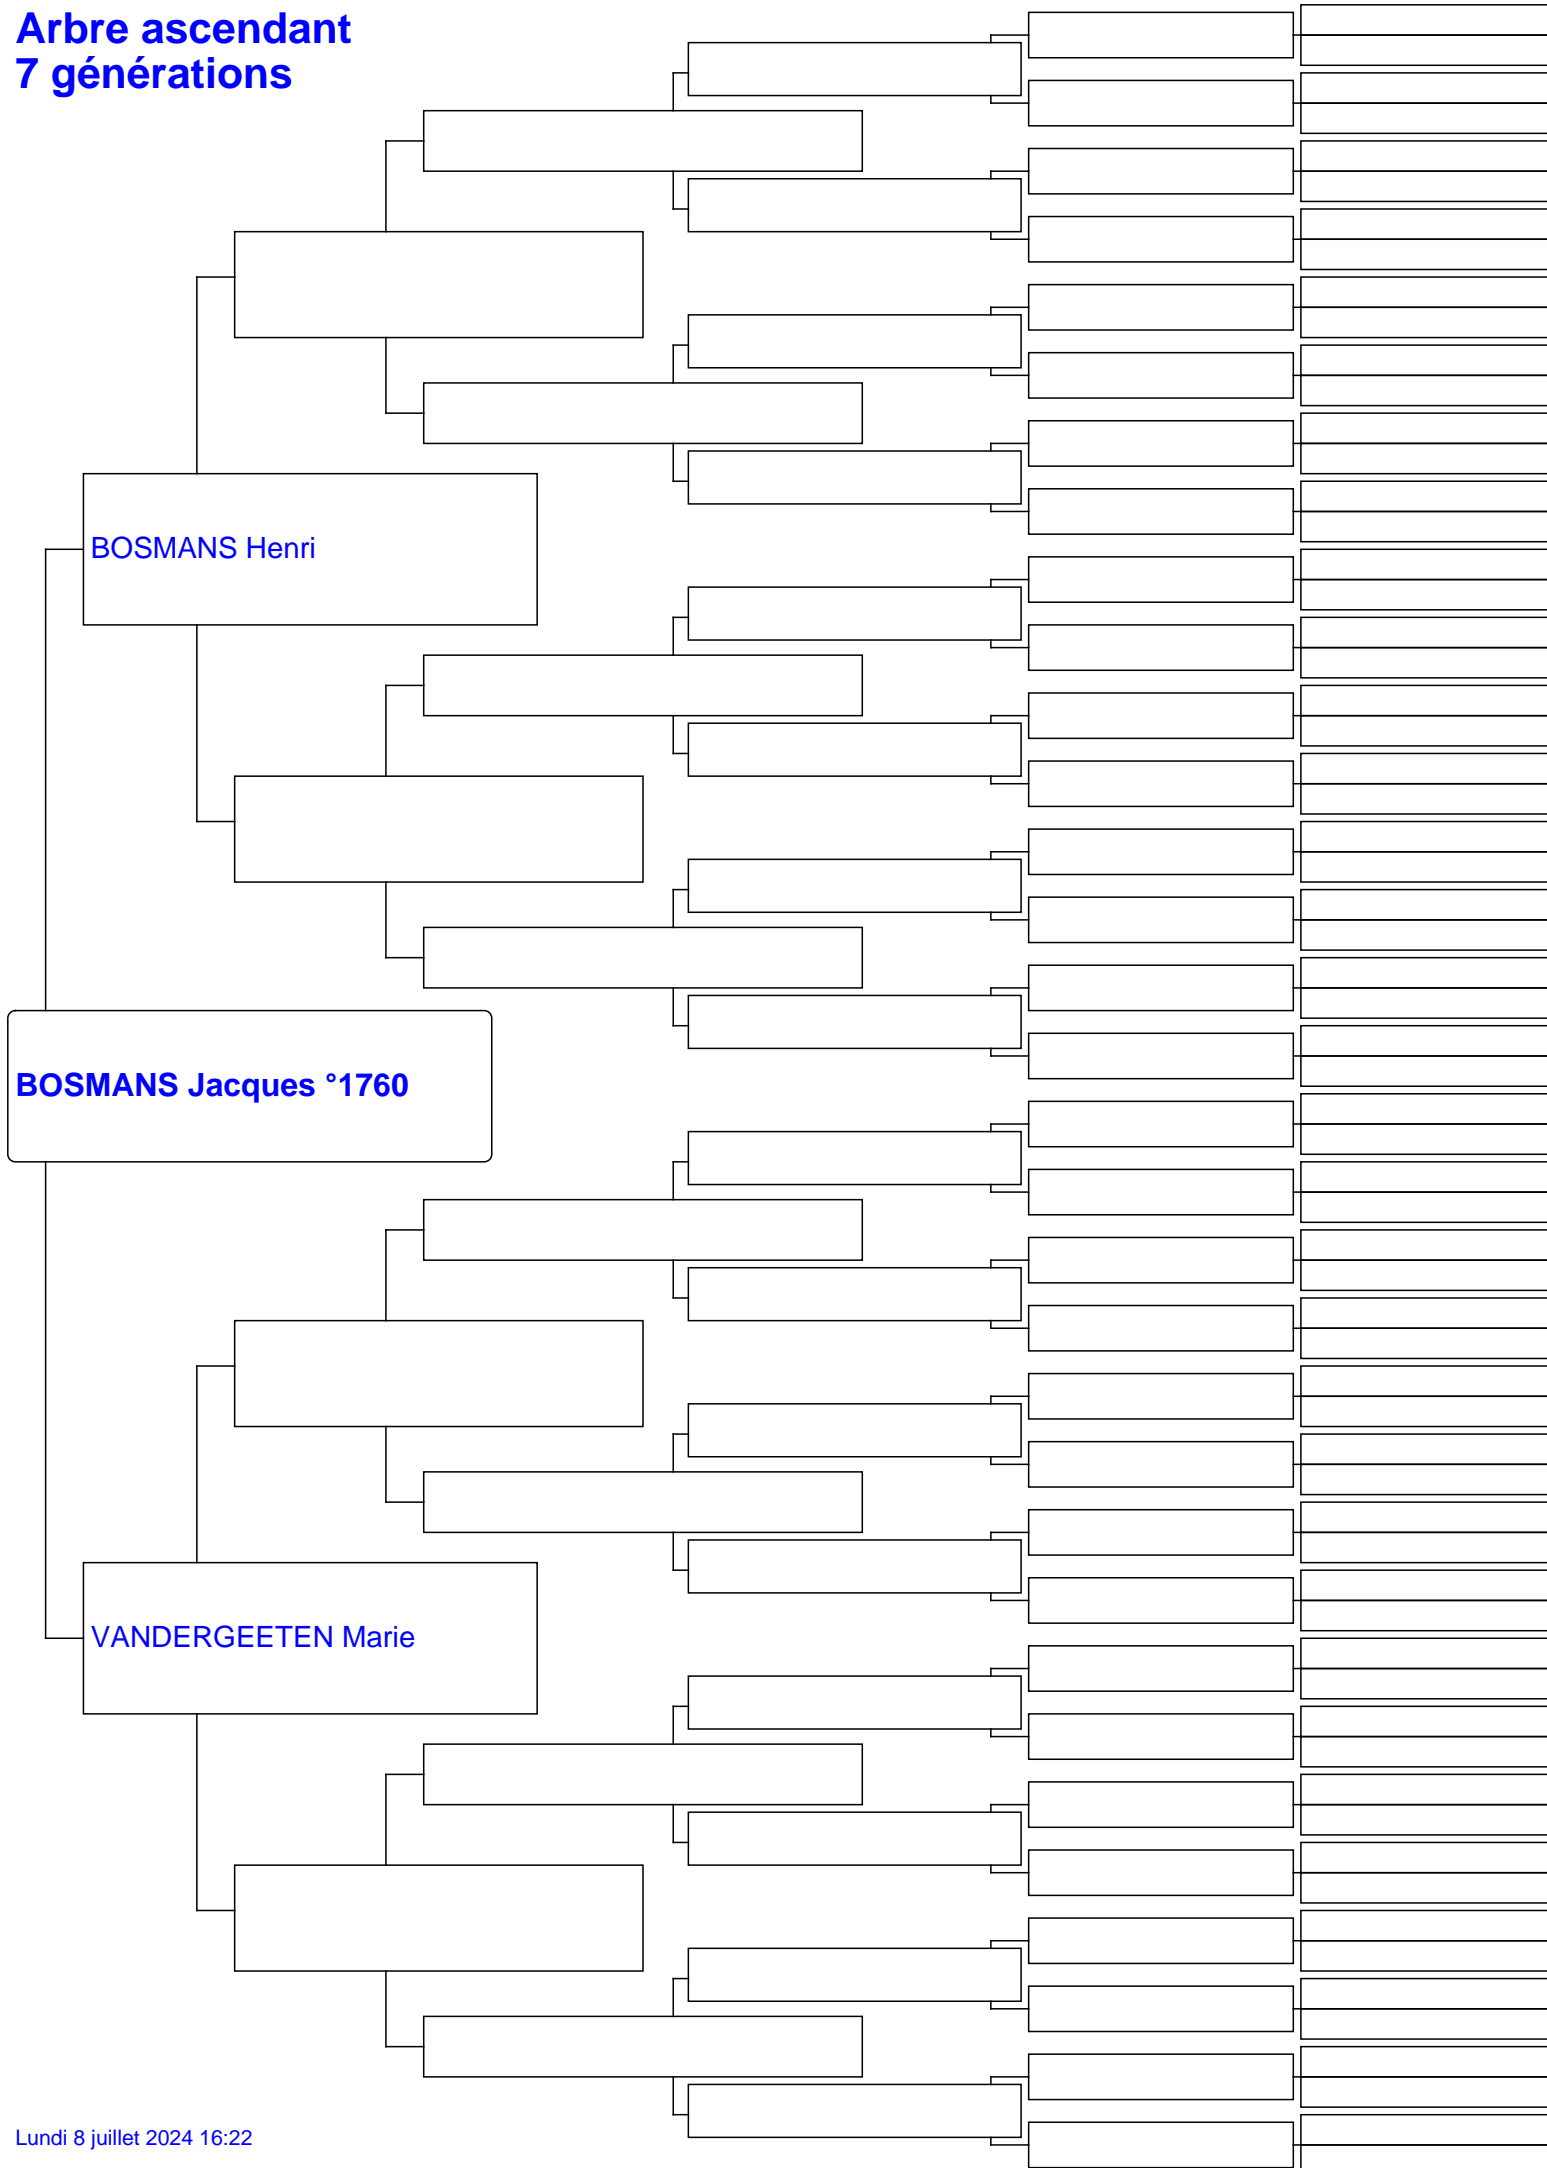 Arbre ascendant
7 générations
BOSMANS Henri
BOSMANS Jacques °1760
VANDERGEETEN Marie
Lundi 8 juillet 2024 16:22